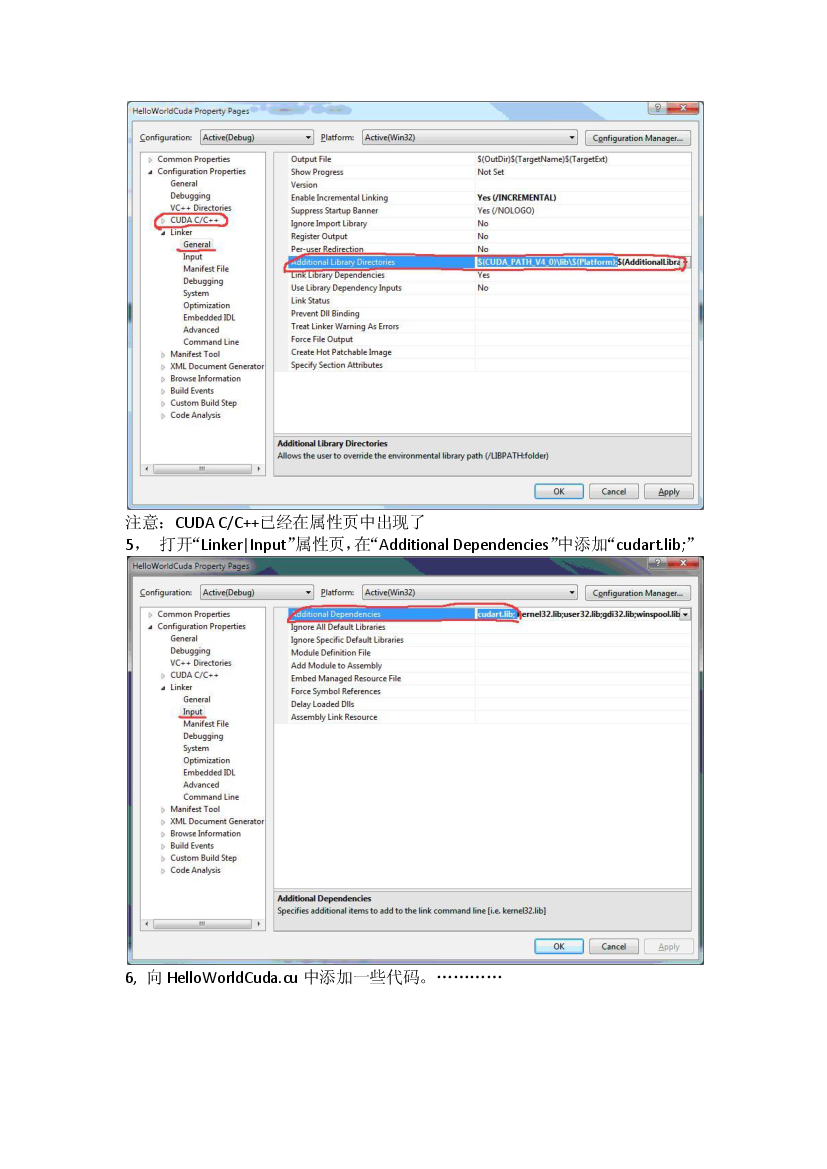 HelloWorldCuda Property Pages
Configuration: Active(Debug) Platform: Active(Win32) Configuration Manager...
Common Properties
Configuration Properties
General
Debugging
VC++ Directories
CUDA C/C++
Linker
General
Input
Manifest File
Debugging
System
Optimization
Embedded IDL
Advanced
Command Line
Manifest Tool
XML Document Generator
Browse Information
Build Events
Custom Build Step
Code Analysis
Output File $(OutDir)$(TargetName)$(TargetExt)
Show Progress Not Set
Version
Enable Incremental Linking Yes (/INCREMENTAL)
Suppress Startup Banner Yes (/NOLOGO)
Ignore Import Library No
Register Output No
Per-user Redirection No
Additional Library Directories $(CUDA_PATH_V4_0)\lib\$(Platform);$(AdditionalLibra
Link Library Dependencies Yes
Use Library Dependency Inputs No
Link Status
Prevent Dll Binding
Treat Linker Warning As Errors
Force File Output
Create Hot Patchable Image
Specify Section Attributes
Additional Library Directories
Allows the user to override the environmental library path (/LIBPATH:folder)
OK Cancel Apply
注意：CUDA C/C++已经在属性页中出现了
5， 打开“Linker|Input”属性页，在“Additional Dependencies”中添加“cudart.lib;”
HelloWorldCuda Property Pages
Configuration: Active(Debug) Platform: Active(Win32) Configuration Manager...
Common Properties
Configuration Properties
General
Debugging
VC++ Directories
CUDA C/C++
Linker
General
Input
Manifest File
Debugging
System
Optimization
Embedded IDL
Advanced
Command Line
Manifest Tool
XML Document Generator
Browse Information
Build Events
Custom Build Step
Code Analysis
Additional Dependencies cudart.lib;kernel32.lib;user32.lib;gdi32.lib;winspool.lib
Ignore All Default Libraries
Ignore Specific Default Libraries
Module Definition File
Add Module to Assembly
Embed Managed Resource File
Force Symbol References
Delay Loaded Dlls
Assembly Link Resource
Additional Dependencies
Specifies additional items to add to the link command line [i.e. kernel32.lib]
OK Cancel Apply
6, 向 HelloWorldCuda.cu 中添加一些代码。…………